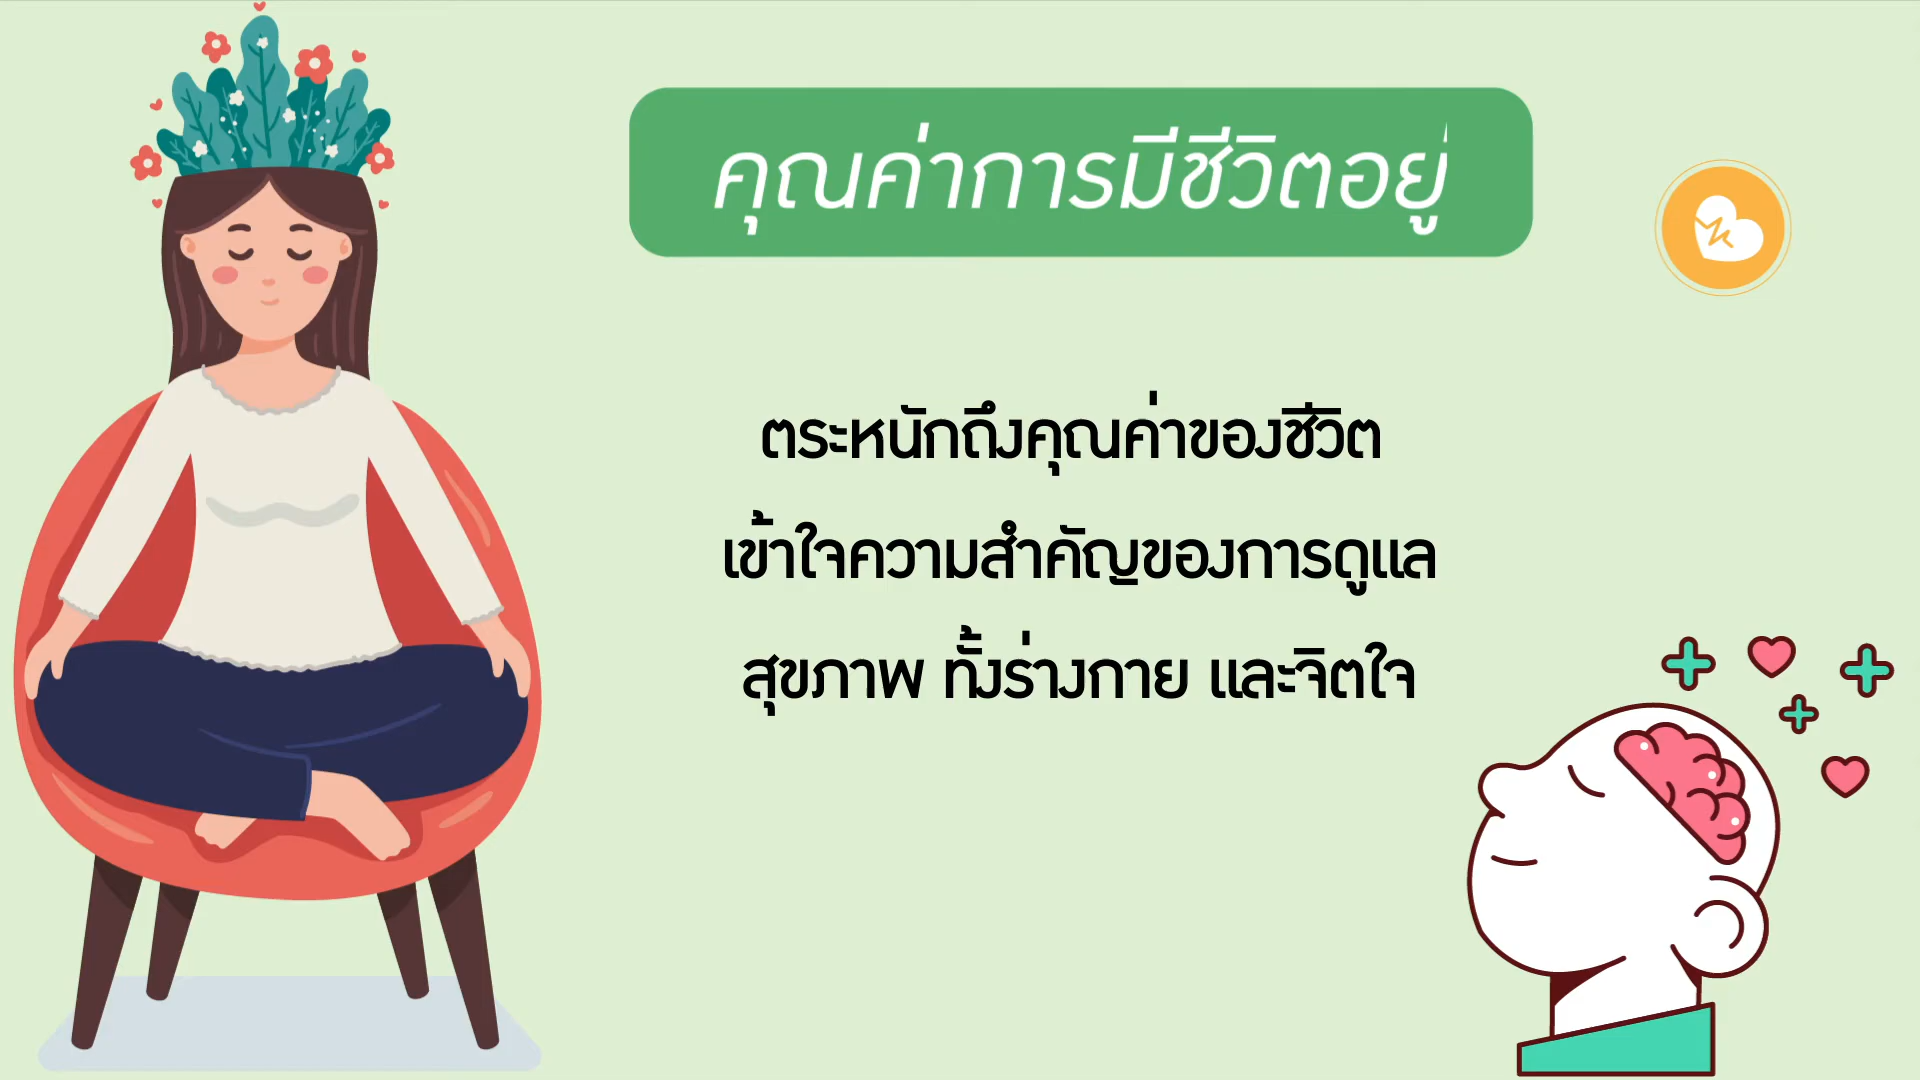 คุณค่าการมีชีวิตอยู่
ตระหนักถึงคุณค่าของชีวิต
เข้าใจความสำคัญของการดูแล
สุขภาพ ทั้งร่างกาย และจิตใจ